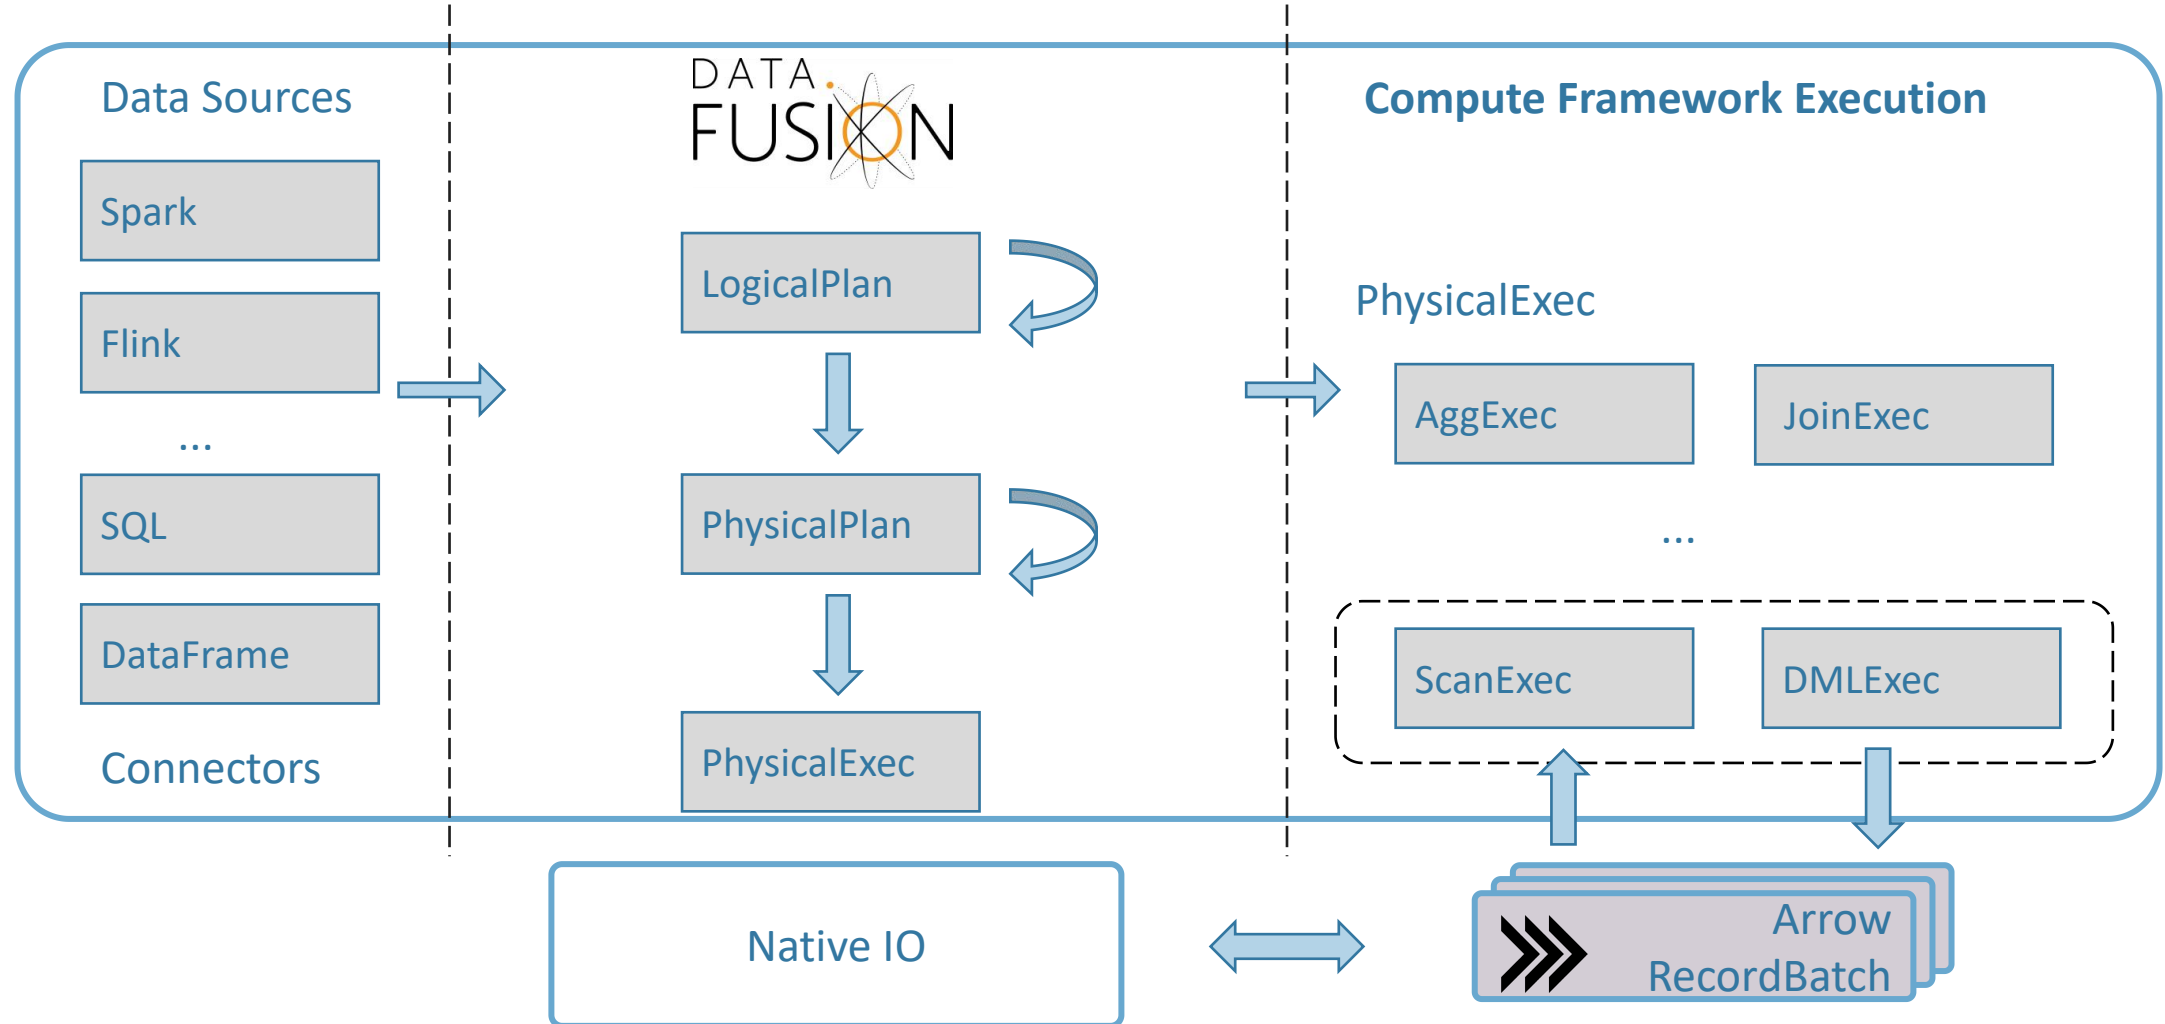 Data Sources
Spark
Flink
...
SQL
DataFrame
Connectors
DATA
FUSION
LogicalPlan
PhysicalPlan
PhysicalExec
Compute Framework Execution
PhysicalExec
AggExec
JoinExec
...
ScanExec
DMLExec
Native IO
Arrow
RecordBatch